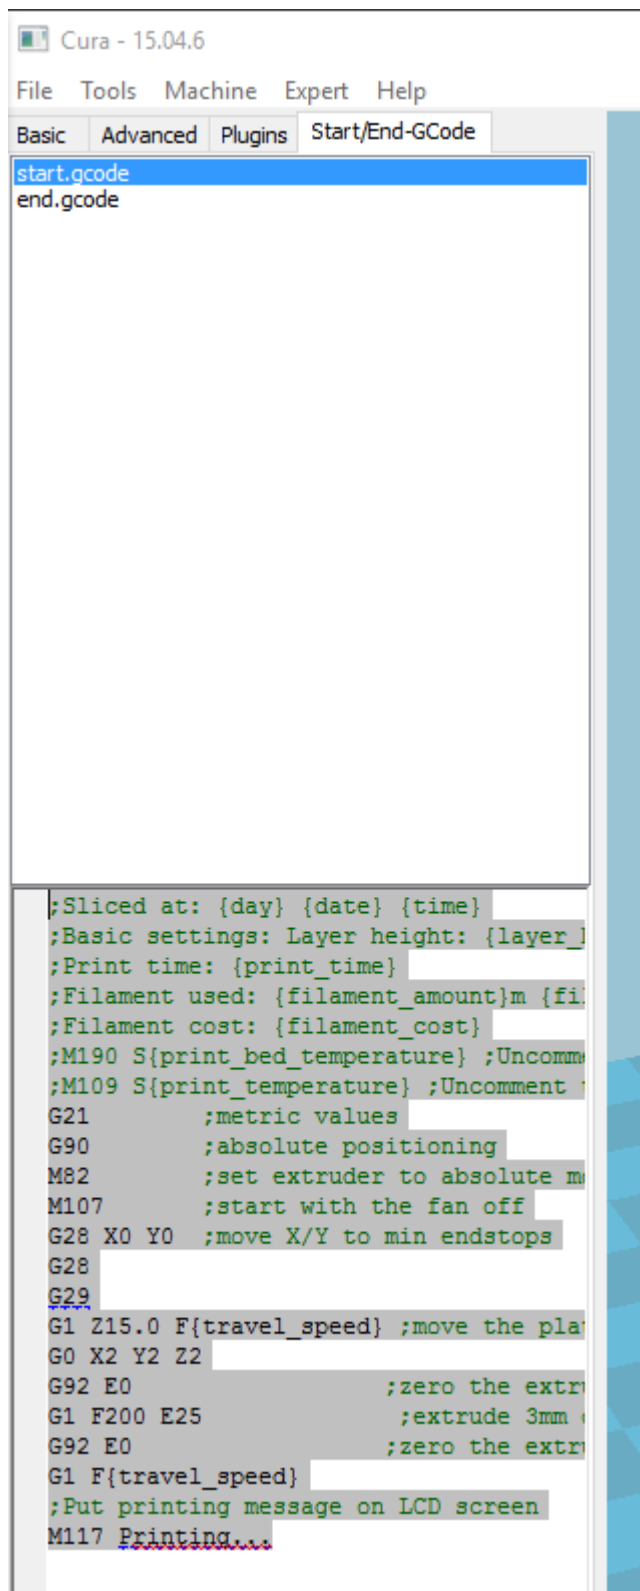 Cura - 15.04.6
File Tools Machine Expert Help
Basic Advanced Plugins Start/End-GCode
start.gcode
end.gcode
;Sliced at: {day} {date} {time}
;Basic settings: Layer height: {layer_
;Print time: {print_time}
;Filament used: {filament_amount}m {fil
;Filament cost: {filament_cost}
;M190 S{print_bed_temperature} ;Uncomme
;M109 S{print_temperature} ;Uncomment
G21 ;metric values
G90 ;absolute positioning
M82 ;set extruder to absolute m
M107 ;start with the fan off
G28 X0 Y0 ;move X/Y to min endstops
G28
G29
G1 Z15.0 F{travel_speed} ;move the pla
G0 X2 Y2 Z2
G92 E0 ;zero the extr
G1 F200 E25 ;extrude 3mm
G92 E0 ;zero the extr
G1 F{travel_speed}
;Put printing message on LCD screen
M117 Printing...